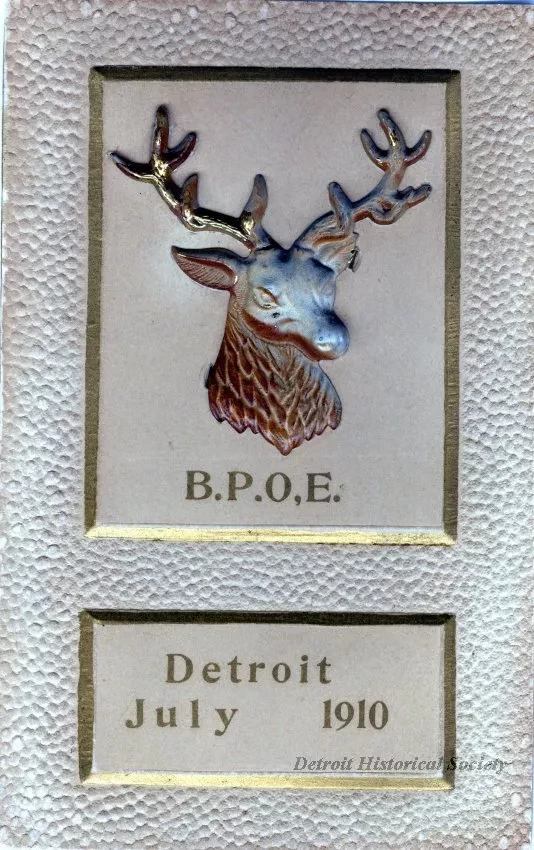 B.P.O,E.
Detroit
July 1910
Detroit Historical Society